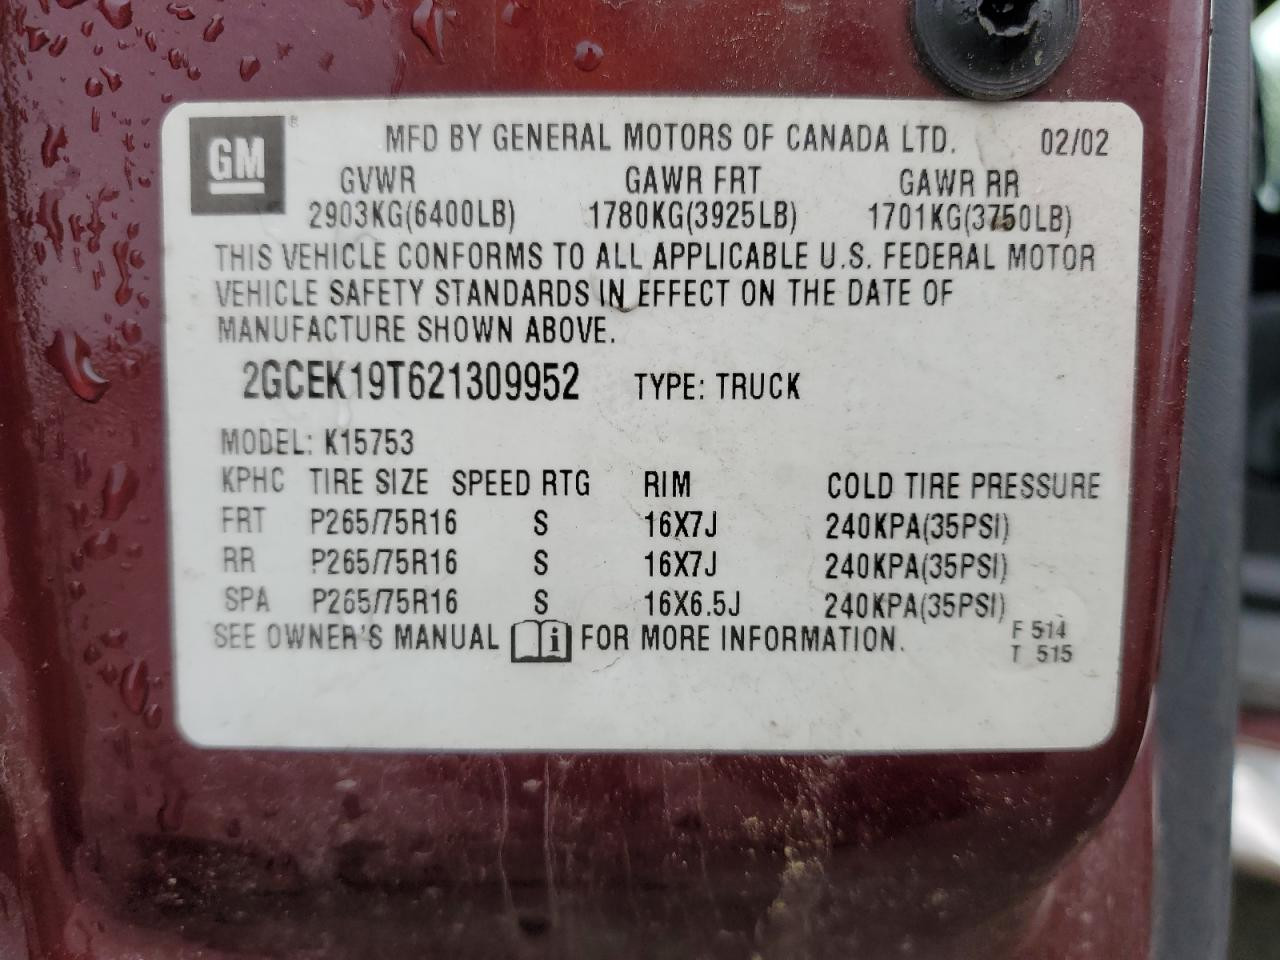 GM ® MFD BY GENERAL MOTORS OF CANADA LTD. 02/02
GVWR GAWR FRT GAWR RR
2903KG(6400LB) 1780KG(3925LB) 1701KG(3750LB)
THIS VEHICLE CONFORMS TO ALL APPLICABLE U.S. FEDERAL MOTOR
VEHICLE SAFETY STANDARDS IN EFFECT ON THE DATE OF
MANUFACTURE SHOWN ABOVE.
2GCEK19T621309952 TYPE: TRUCK
MODEL: K15753
KPHC TIRE SIZE SPEED RTG RIM COLD TIRE PRESSURE
FRT P265/75R16 S 16X7J 240KPA(35PSI)
RR P265/75R16 S 16X7J 240KPA(35PSI)
SPA P265/75R16 S 16X6.5J 240KPA(35PSI)
SEE OWNER'S MANUAL i FOR MORE INFORMATION. F 514
T 515